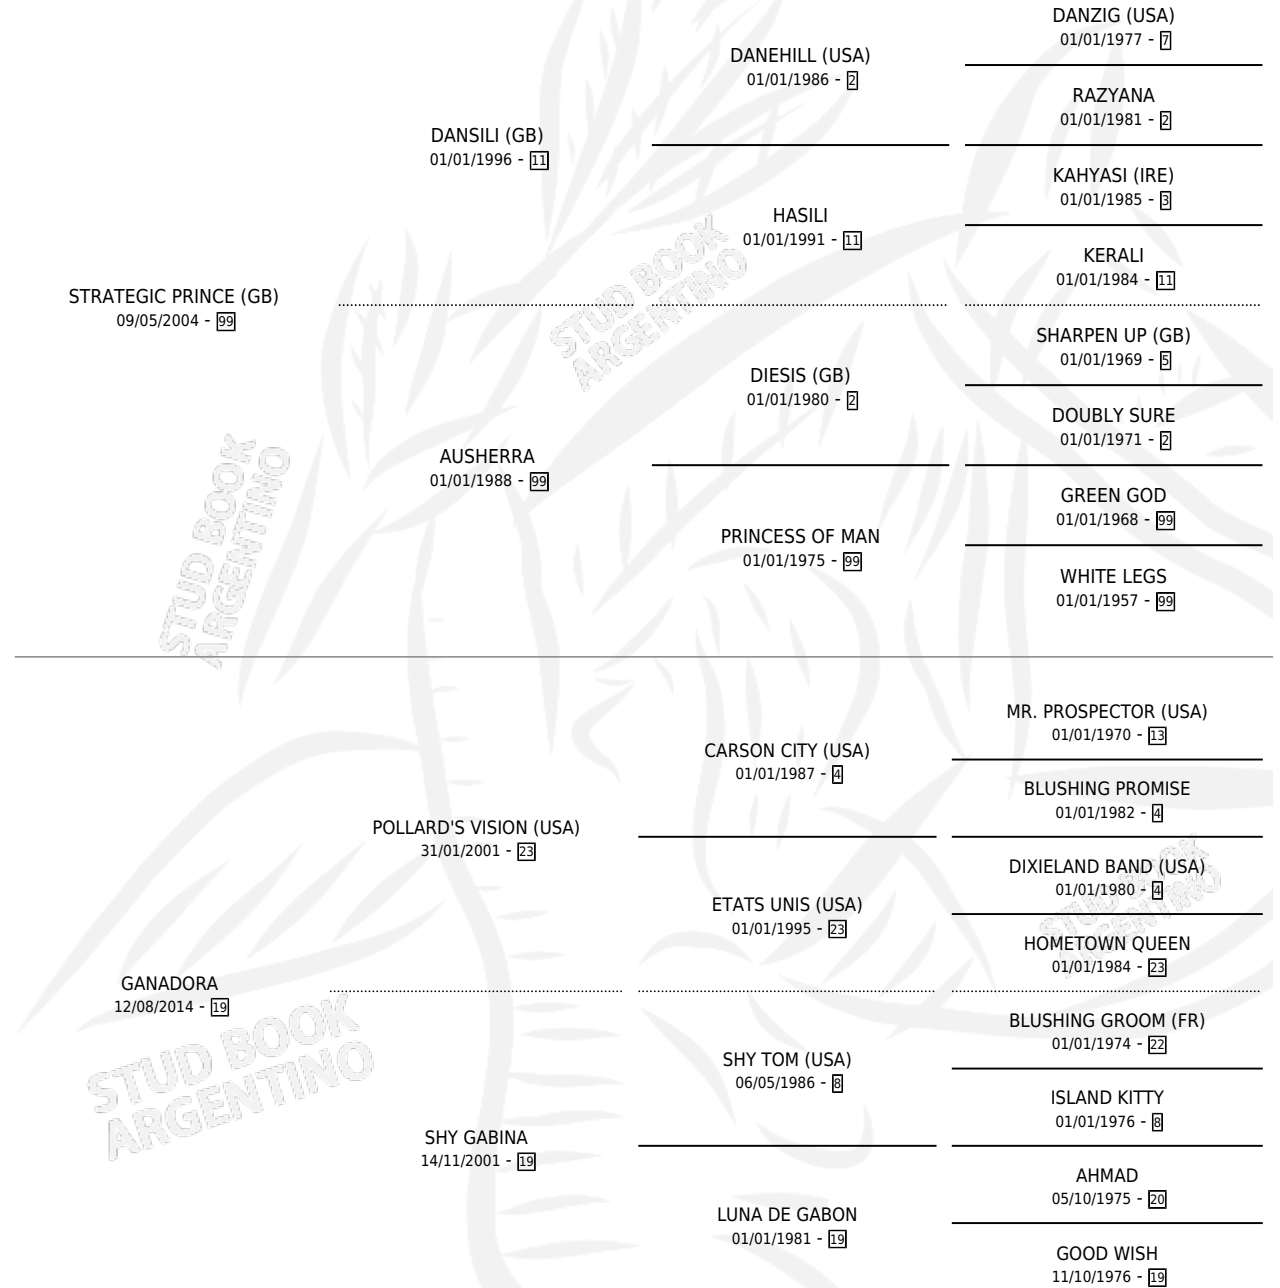 DANZIG (USA)
01/01/1977 - 7
DANEHILL (USA)
01/01/1986 - 2
RAZYANA
01/01/1981 - 2
DANSILI (GB)
01/01/1996 - 11
KAHYASI (IRE)
01/01/1985 - 3
HASILI
01/01/1991 - 11
KERALI
01/01/1984 - 11
STRATEGIC PRINCE (GB)
09/05/2004 - 99
SHARPEN UP (GB)
01/01/1969 - 5
DIESIS (GB)
01/01/1980 - 2
DOUBLY SURE
01/01/1971 - 2
AUSHERRA
01/01/1988 - 99
GREEN GOD
01/01/1968 - 99
PRINCESS OF MAN
01/01/1975 - 99
WHITE LEGS
01/01/1957 - 99
MR. PROSPECTOR (USA)
01/01/1970 - 13
CARSON CITY (USA)
01/01/1987 - 4
BLUSHING PROMISE
01/01/1982 - 4
POLLARD'S VISION (USA)
31/01/2001 - 23
DIXIELAND BAND (USA)
01/01/1980 - 4
ETATS UNIS (USA)
01/01/1995 - 23
HOMETOWN QUEEN
01/01/1984 - 23
GANADORA
12/08/2014 - 19
BLUSHING GROOM (FR)
01/01/1974 - 22
SHY TOM (USA)
06/05/1986 - 8
ISLAND KITTY
01/01/1976 - 8
SHY GABINA
14/11/2001 - 19
AHMAD
05/10/1975 - 20
LUNA DE GABON
01/01/1981 - 19
GOOD WISH
11/10/1976 - 19
STUD BOOK
ARGENTINO
STUD BOOK
ARGENTINO
STUD BOOK
ARGENTINO
STUD BOOK
ARGENTINO